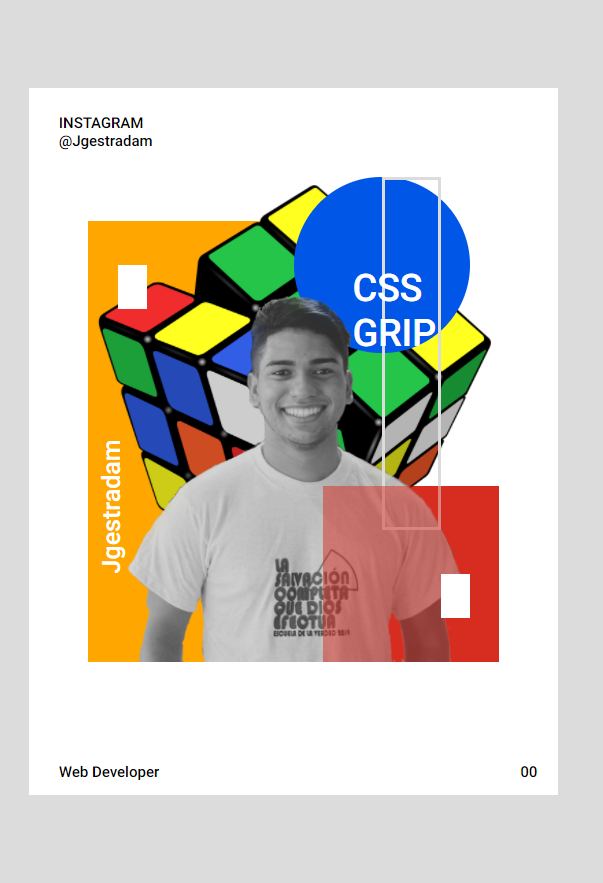 INSTAGRAM
@Jgestradam
CSS
GRIP
Jgestradam
LA
SALVACIÓN
COMPLETA
QUE DIOS
EFECTUA
ESCUELA DE LA VERDAD 2019
Web Developer
00